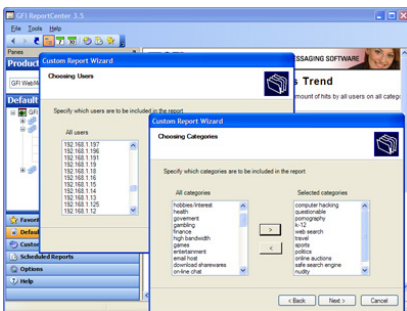 GFI ReportCenter 3.5
File Tools Help
Panes
Product
GFI WebM
Default
GFI
Favori
Default
Custom
Scheduled Reports
Options
Help
ESSAGING SOFTWARE
s Trend
mount of hits by all users on all catego
Custom Report Wizard
Choosing Users
Specify which users are to be included in the report
All users
192.168.1.197
192.168.1.196
192.168.1.191
192.168.1.19
192.168.1.18
192.168.1.16
192.168.1.15
192.168.1.14
192.168.1.13
192.168.1.125
192.168.1.12
Custom Report Wizard
Choosing Categories
Specify which categories are to be included in the report
All categories
hobbies/interest
health
goverment
gambling
finance
high bandwidth
games
entertainment
email host
download sharewares
on-line chat
>
<
Selected categories
computer hacking
questionable
pornography
k-12
web search
travel
sports
politics
online auctions
safe search engine
nudity
< Back
Next >
Cancel